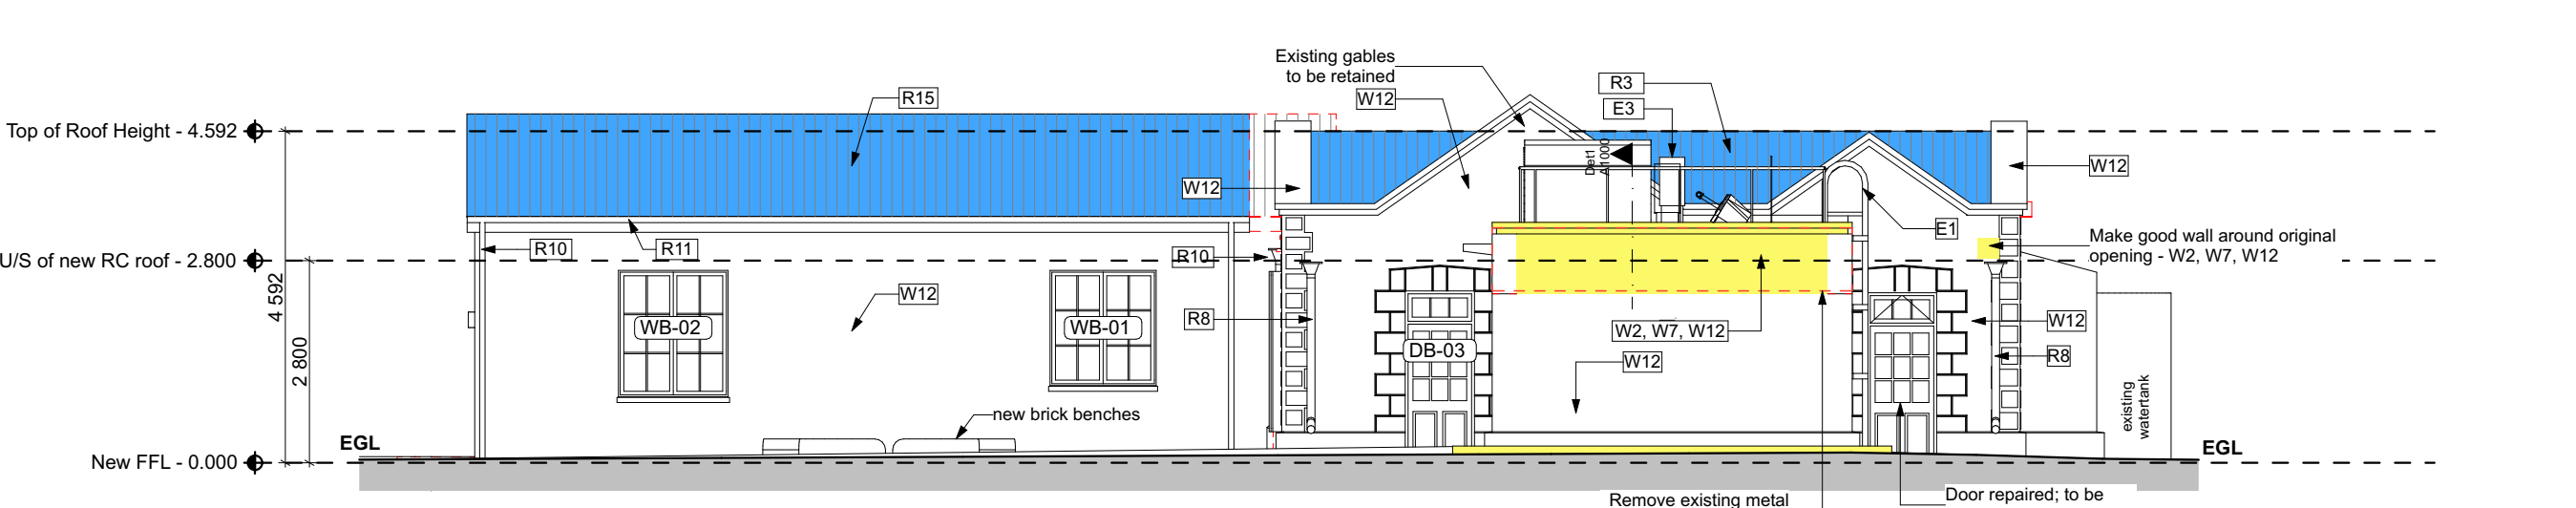 Existing gables
to be retained
R3
W12
E3
R15
Top of Roof Height - 4.592
Det1
A1000
W12
W12
E1
R10
R11
R10
Make good wall around original
opening - W2, W7, W12
U/S of new RC roof - 2.800
4 592
W12
WB-02
WB-01
R8
W2, W7, W12
W12
DB-03
W12
R8
2 800
new brick benches
existing
watertank
EGL
EGL
New FFL - 0.000
Remove existing metal
Door repaired; to be